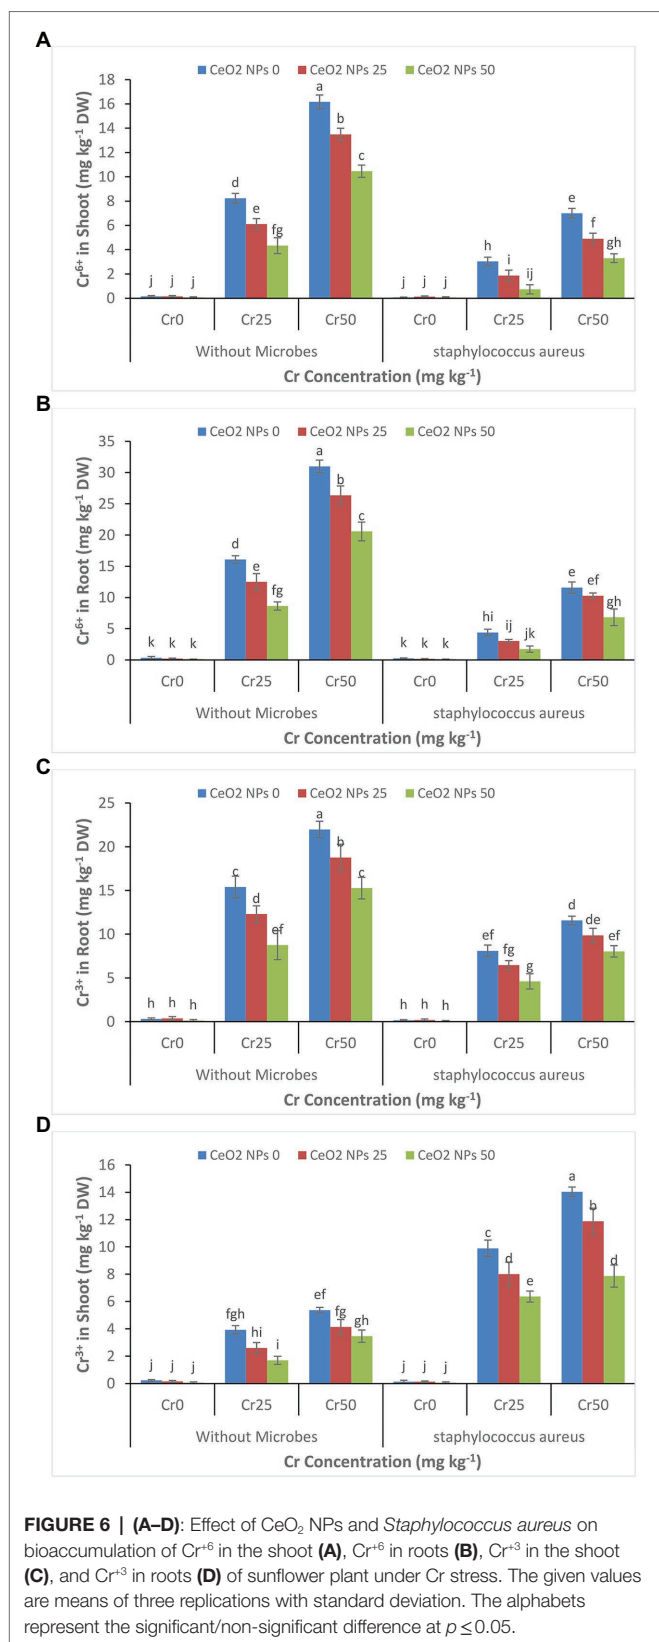 A
CeO2 NPs 0 CeO2 NPs 25 CeO2 NPs 50
Cr⁶⁺ in Shoot (mg kg⁻¹ DW)
18
16
14
12
10
8
6
4
2
0
j j j d e fg a b c j j j h i ij e f gh
Cr0 Cr25 Cr50 Cr0 Cr25 Cr50
Without Microbes staphylococcus aureus
Cr Concentration (mg kg⁻¹)
B
CeO2 NPs 0 CeO2 NPs 25 CeO2 NPs 50
Cr⁶⁺ in Root (mg kg⁻¹ DW)
35
30
25
20
15
10
5
0
k k k d e fg a b c k k k hi ij jk e ef gh
Cr0 Cr25 Cr50 Cr0 Cr25 Cr50
Without Microbes staphylococcus aureus
Cr Concentration (mg kg⁻¹)
C
CeO2 NPs 0 CeO2 NPs 25 CeO2 NPs 50
Cr³⁺ in Root (mg kg⁻¹ DW)
25
20
15
10
5
0
h h h c d ef a b c h h h ef fg g d de ef
Cr0 Cr25 Cr50 Cr0 Cr25 Cr50
Without Microbes staphylococcus aureus
Cr Concentration (mg kg⁻¹)
D
CeO2 NPs 0 CeO2 NPs 25 CeO2 NPs 50
Cr³⁺ in Shoot (mg kg⁻¹ DW)
16
14
12
10
8
6
4
2
0
j j j fgh hi i ef fg gh j j j c d e a b d
Cr0 Cr25 Cr50 Cr0 Cr25 Cr50
Without Microbes staphylococcus aureus
Cr Concentration (mg kg⁻¹)
FIGURE 6 | (A–D): Effect of CeO₂ NPs and Staphylococcus aureus on
bioaccumulation of Cr⁺⁶ in the shoot (A), Cr⁺⁶ in roots (B), Cr⁺³ in the shoot
(C), and Cr⁺³ in roots (D) of sunflower plant under Cr stress. The given values
are means of three replications with standard deviation. The alphabets
represent the significant/non-significant difference at p ≤ 0.05.